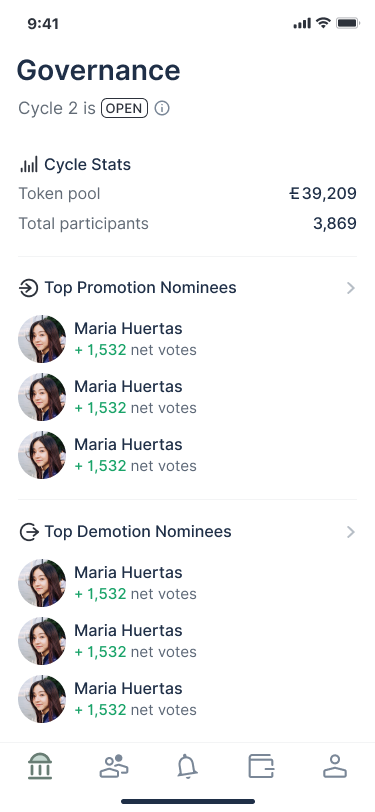 9:41
Governance
Cycle 2 is OPEN
Cycle Stats
Token pool E39,209
Total participants 3,869
Top Promotion Nominees
Maria Huertas
+ 1,532 net votes
Maria Huertas
+ 1,532 net votes
Maria Huertas
+ 1,532 net votes
Top Demotion Nominees
Maria Huertas
+ 1,532 net votes
Maria Huertas
+ 1,532 net votes
Maria Huertas
+ 1,532 net votes